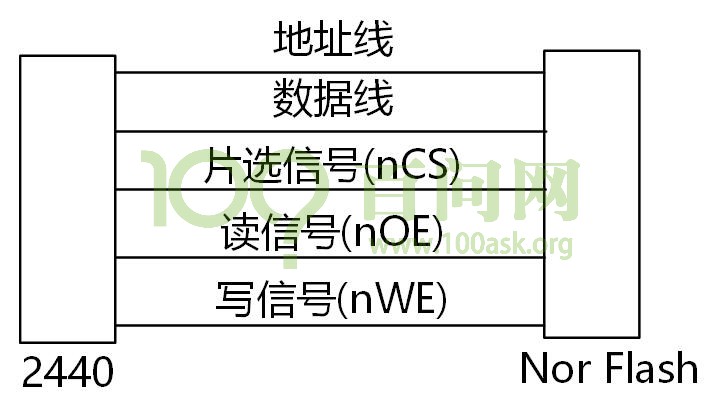 地址线
数据线
片选信号(nCS)
100问网
读信号(nOE)
www.100ask.org
写信号(nWE)
2440
Nor Flash